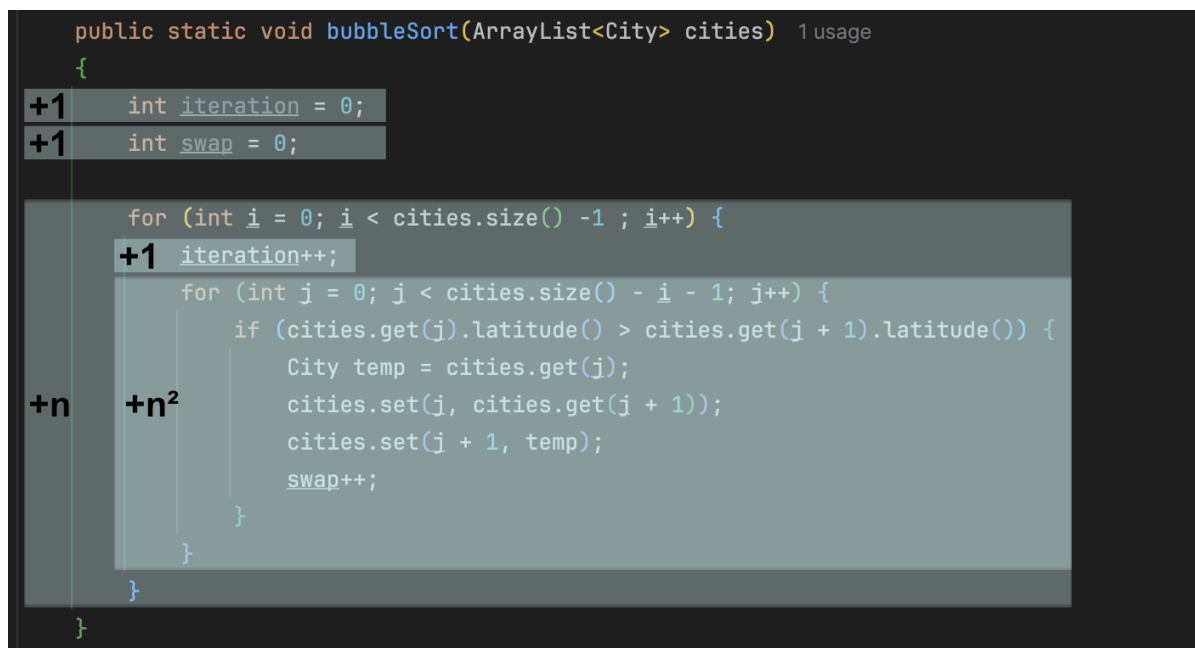 public static void bubbleSort(ArrayList<City> cities) 1 usage
{
+1 int iteration = 0;
+1 int swap = 0;
for (int i = 0; i < cities.size() -1 ; i++) {
+1 iteration++;
for (int j = 0; j < cities.size() - i - 1; j++) {
if (cities.get(j).latitude() > cities.get(j + 1).latitude()) {
City temp = cities.get(j);
+n +n² cities.set(j, cities.get(j + 1));
cities.set(j + 1, temp);
swap++;
}
}
}
}